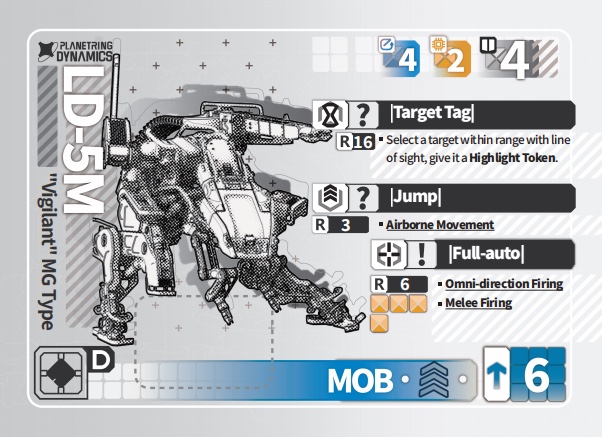 PLANETRING
DYNAMICS
LD-5M
"Vigilant" MG Type
4
2
4
? |Target Tag|
R 16 ▪ Select a target within range with line
of sight, give it a Highlight Token.
? |Jump|
R 3 ▪ Airborne Movement
! |Full-auto|
R 6 ▪ Omni-direction Firing
▪ Melee Firing
D
MOB
6